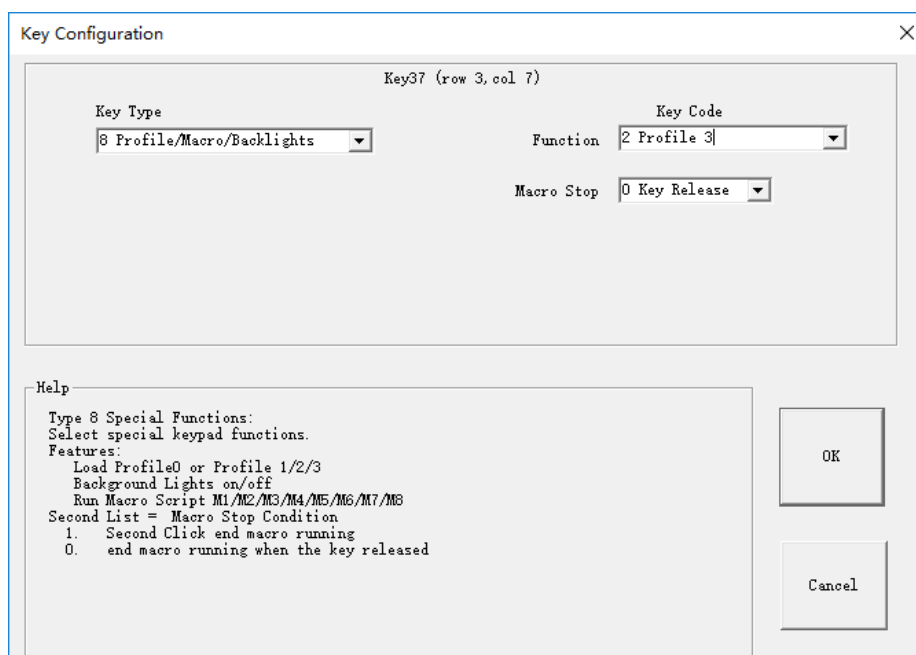 Key Configuration
Key37 (row 3, col 7)
Key Type
Key Code
8 Profile/Macro/Backlights
Function
2 Profile 3
Macro Stop
0 Key Release
Help
Type 8 Special Functions:
Select special keypad functions.
Features:
Load Profile0 or Profile 1/2/3
Background Lights on/off
Run Macro Script M1/M2/M3/M4/M5/M6/M7/M8
Second List = Macro Stop Condition
1. Second Click end macro running
0. end macro running when the key released
OK
Cancel